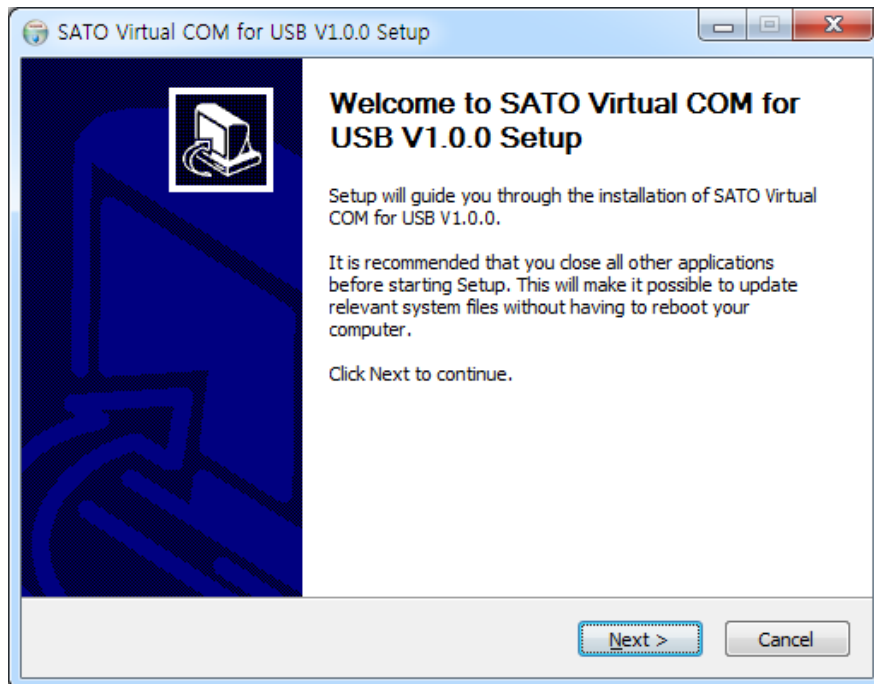 SATO Virtual COM for USB V1.0.0 Setup
Welcome to SATO Virtual COM for
USB V1.0.0 Setup
Setup will guide you through the installation of SATO Virtual
COM for USB V1.0.0.
It is recommended that you close all other applications
before starting Setup. This will make it possible to update
relevant system files without having to reboot your
computer.
Click Next to continue.
Next >
Cancel